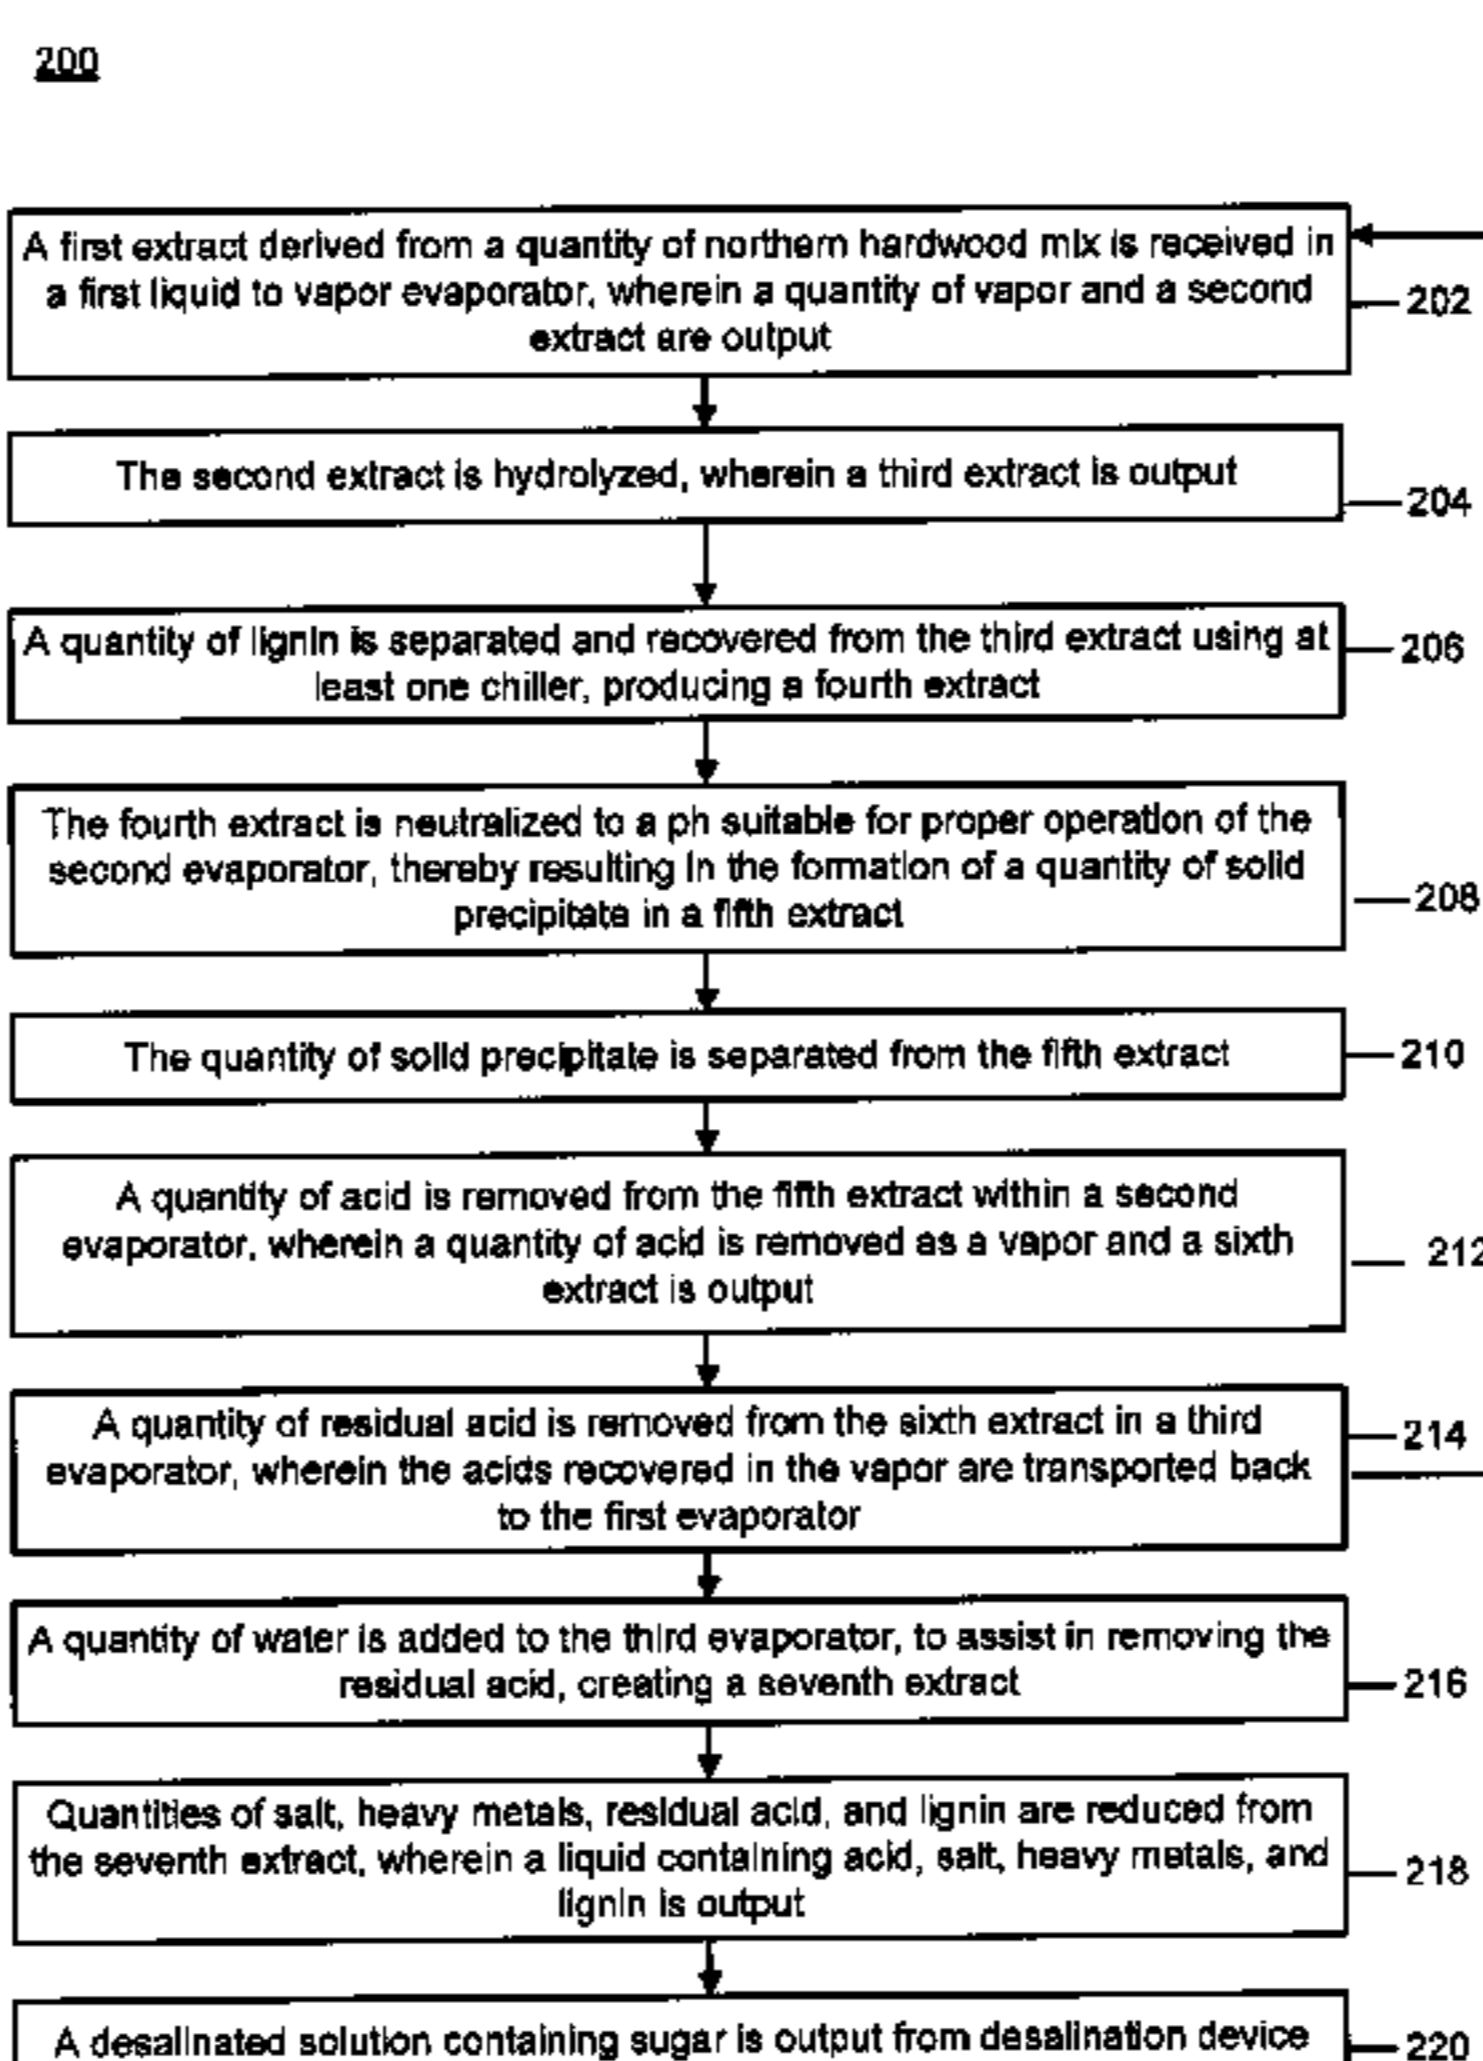 200
A first extract derived from a quantity of northern hardwood mix is received in
a first liquid to vapor evaporator, wherein a quantity of vapor and a second
extract are output
202
The second extract is hydrolyzed, wherein a third extract is output
204
A quantity of lignin is separated and recovered from the third extract using at
least one chiller, producing a fourth extract
206
The fourth extract is neutralized to a ph suitable for proper operation of the
second evaporator, thereby resulting in the formation of a quantity of solid
precipitate in a fifth extract
208
The quantity of solid precipitate is separated from the fifth extract
210
A quantity of acid is removed from the fifth extract within a second
evaporator, wherein a quantity of acid is removed as a vapor and a sixth
extract is output
212
A quantity of residual acid is removed from the sixth extract in a third
evaporator, wherein the acids recovered in the vapor are transported back
to the first evaporator
214
A quantity of water is added to the third evaporator, to assist in removing the
residual acid, creating a seventh extract
216
Quantities of salt, heavy metals, residual acid, and lignin are reduced from
the seventh extract, wherein a liquid containing acid, salt, heavy metals, and
lignin is output
218
A desalinated solution containing sugar is output from desalination device
220